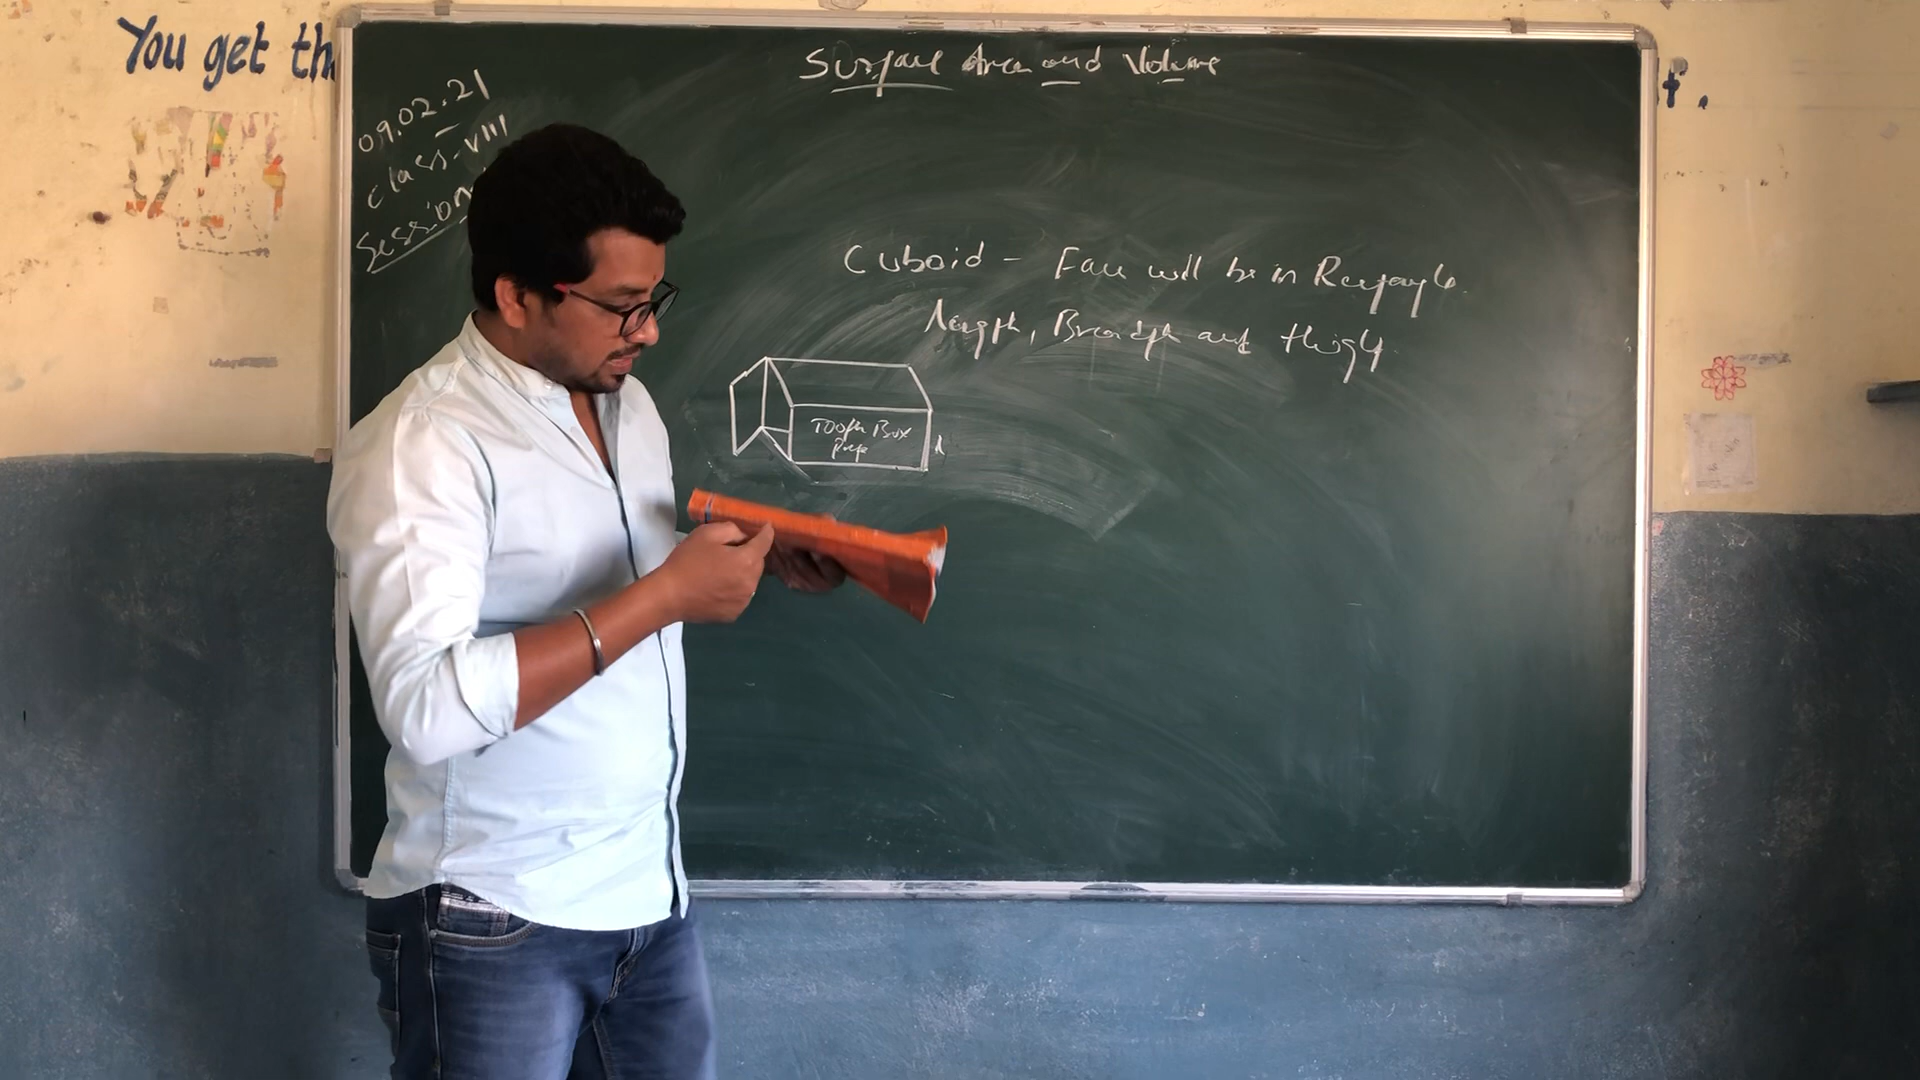 You get th
t.
Surface Area and Volume
09.02.21
class-VIII
Session
Cuboid - Face will be in Rectangle.
length, Breadth and
Tooth Box
h